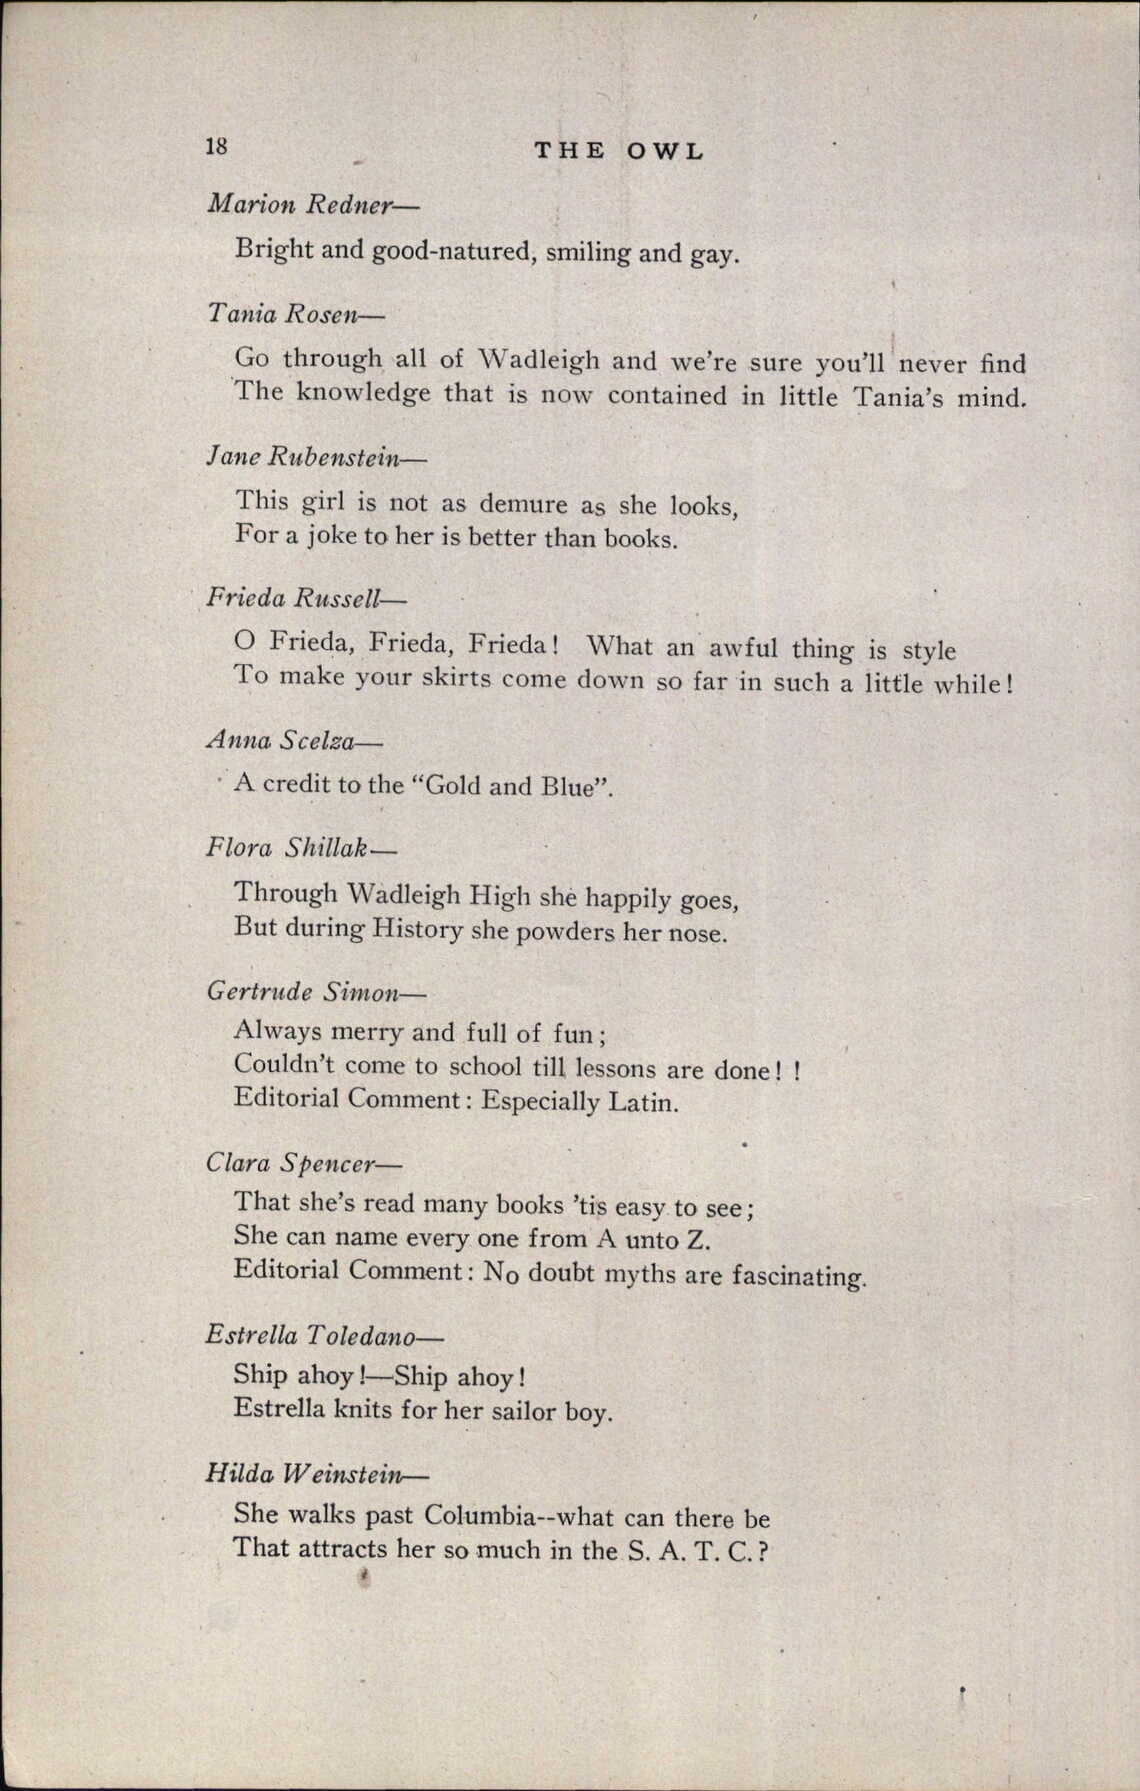 18
THE OWL
Marion Redner—
Bright and good-natured, smiling and gay.
Tania Rosen—
Go through all of Wadleigh and we're sure you'll never find
The knowledge that is now contained in little Tania's mind.
Jane Rubenstein—
This girl is not as demure as she looks,
For a joke to her is better than books.
Frieda Russell—
O Frieda, Frieda, Frieda! What an awful thing is style
To make your skirts come down so far in such a little while!
Anna Scelza—
A credit to the "Gold and Blue".
Flora Shillak—
Through Wadleigh High she happily goes,
But during History she powders her nose.
Gertrude Simon—
Always merry and full of fun;
Couldn't come to school till lessons are done! !
Editorial Comment: Especially Latin.
Clara Spencer—
That she's read many books 'tis easy to see;
She can name every one from A unto Z.
Editorial Comment: No doubt myths are fascinating.
Estrella Toledano—
Ship ahoy!—Ship ahoy!
Estrella knits for her sailor boy.
Hilda Weinstein—
She walks past Columbia--what can there be
That attracts her so much in the S. A. T. C.?